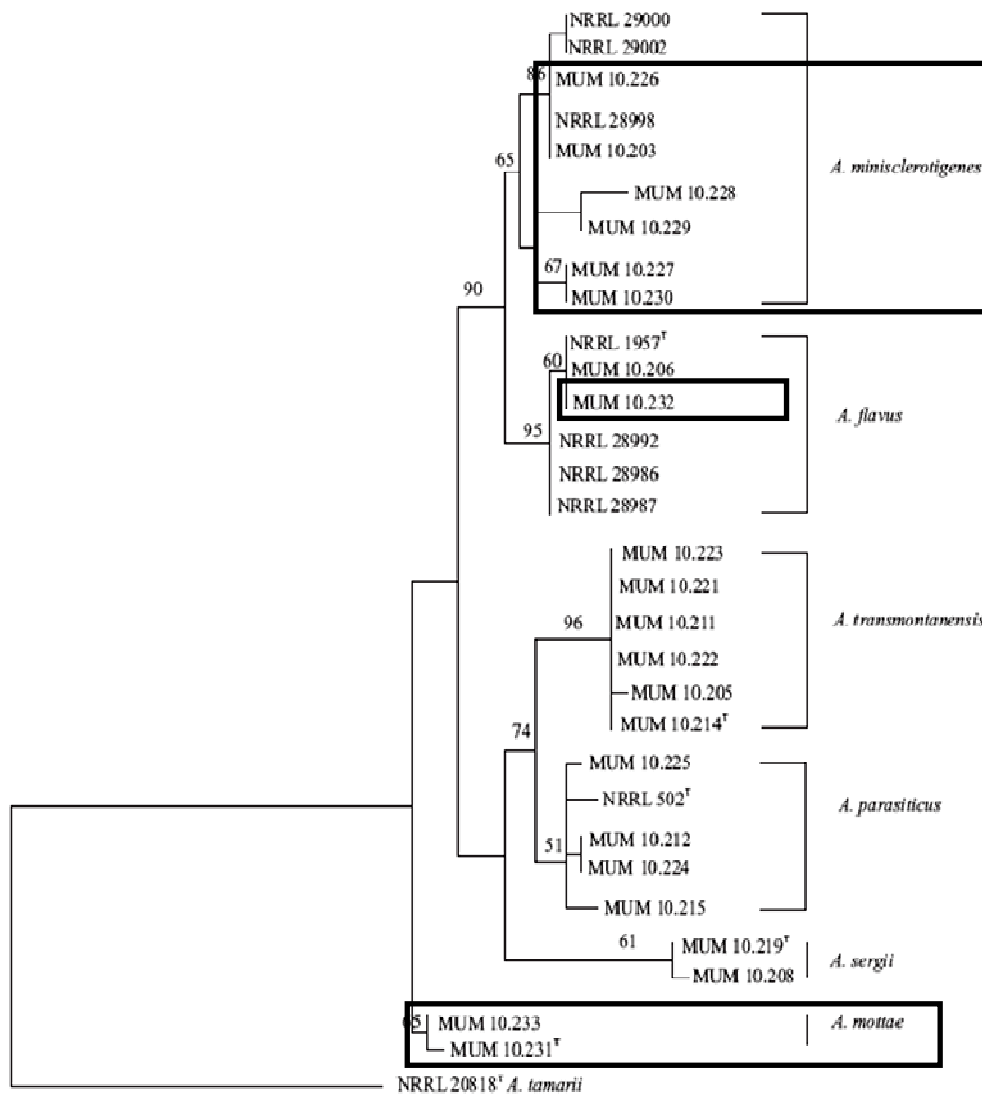 NRRL 29000
NRRL 29002
86
MUM 10.226
NRRL 28998
MUM 10.203
65
A. minisclerotigenes
MUM 10.228
MUM 10.229
67
MUM 10.227
MUM 10.230
90
NRRL 1957ᵀ
60
MUM 10.206
MUM 10.232
A. flavus
95
NRRL 28992
NRRL 28986
NRRL 28987
MUM 10.223
MUM 10.221
96
MUM 10.211
A. transmontanensis
MUM 10.222
MUM 10.205
MUM 10.214ᵀ
74
MUM 10.225
NRRL 502ᵀ
A. parasiticus
51
MUM 10.212
MUM 10.224
MUM 10.215
61
MUM 10.219ᵀ
A. sergii
MUM 10.208
MUM 10.233
A. mottae
MUM 10.231ᵀ
NRRL 20818ᵀ A. tamarii